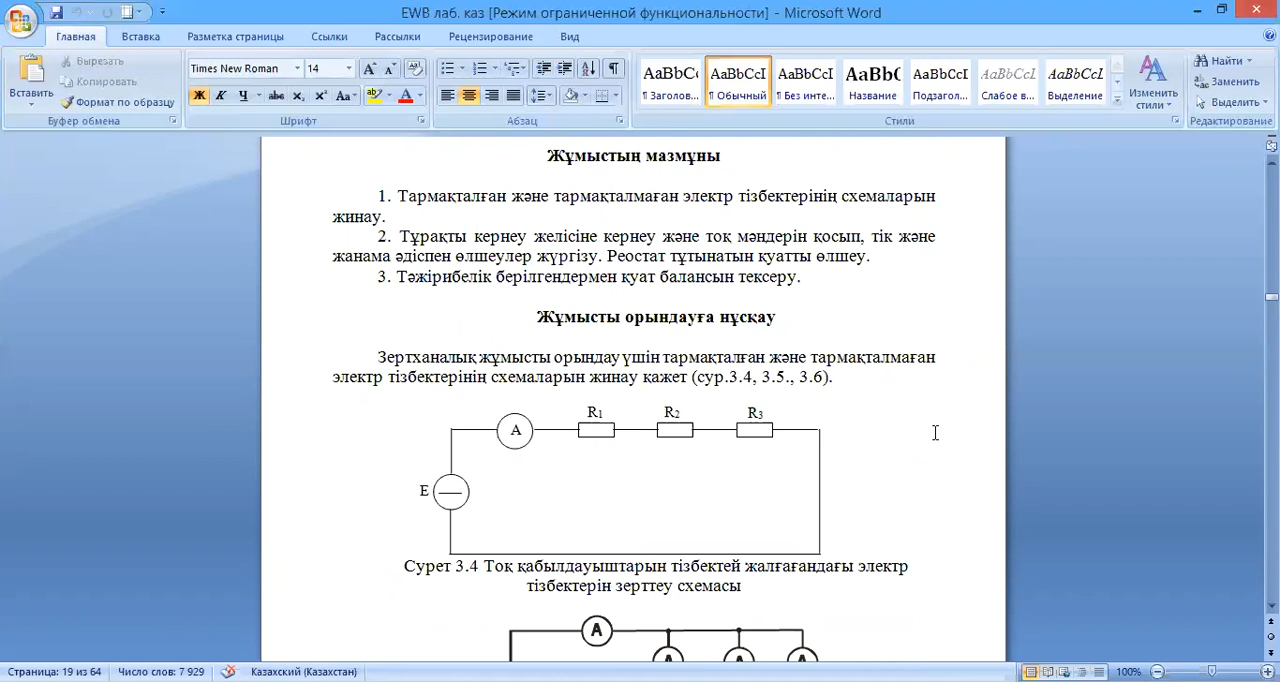 EWB лаб. каз [Режим ограниченной функциональности] - Microsoft Word
Главная Вставка Разметка страницы Ссылки Рассылки Рецензирование Вид
Вставить
Вырезать
Копировать
Формат по образцу
Буфер обмена
Times New Roman 14
Ж К Ч abc x₂ x² Aa
Шрифт
Абзац
AaBbC AaBbCcI AaBbCcI AaBbC AaBbCcI AaBbCcI AaBbCcL
¶ Заголов... ¶ Обычный ¶ Без инте... Название Подзагол... Слабое в... Выделение
Стили
Изменить стили
Найти
Заменить
Выделить
Редактирование
Жұмыстың мазмұны
1. Тармақталған және тармақталмаған электр тізбектерінің схемаларын
жинау.
2. Тұрақты кернеу желісіне кернеу және тоқ мәндерін қосып, тік және
жанама әдіспен өлшеулер жүргізу. Реостат тұтынатын қуатты өлшеу.
3. Тәжірибелік берілгендермен қуат балансын тексеру.
Жұмысты орындауға нұсқау
Зертханалық жұмысты орындау үшін тармақталған және тармақталмаған
электр тізбектерінің схемаларын жинау қажет (сур.3.4, 3.5., 3.6).
R1 R2 R3
A
E
Сурет 3.4 Тоқ қабылдауыштарын тізбектей жалғағандағы электр
тізбектерін зерттеу схемасы
A
A A A
Страница: 19 из 64 Число слов: 7 929 Казахский (Казахстан) 100%